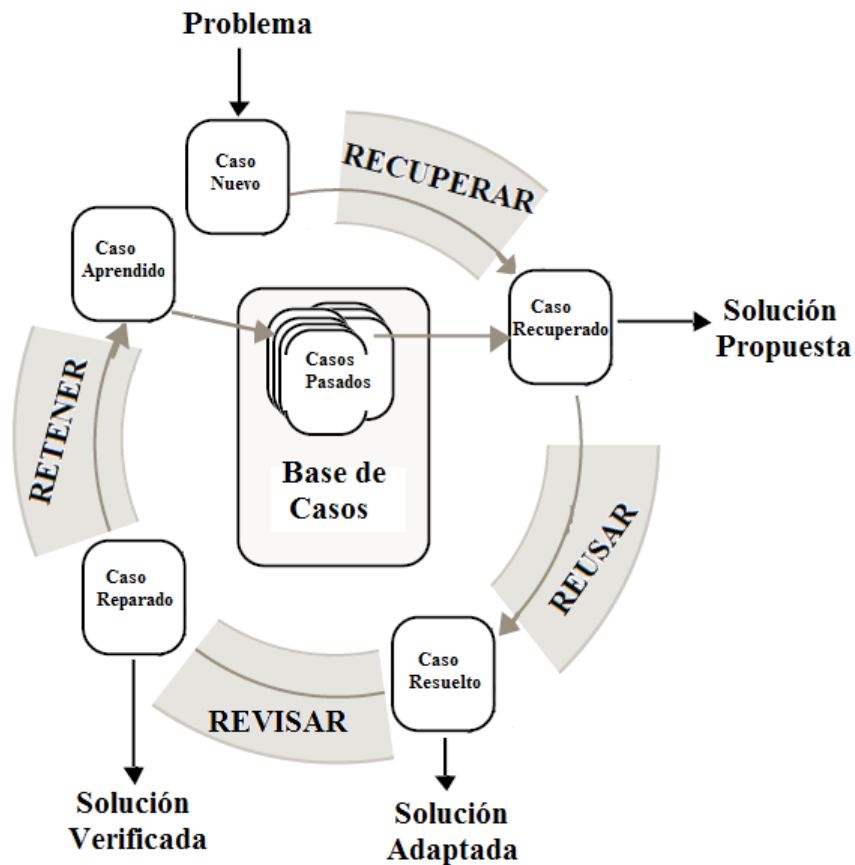 Problema
Caso
Nuevo
RECUPERAR
Caso
Aprendido
Caso
Recuperado
Solución
Propuesta
Casos
Pasados
Base de
Casos
RETENER
REUSAR
Caso
Reparado
Caso
Resuelto
REVISAR
Solución
Verificada
Solución
Adaptada